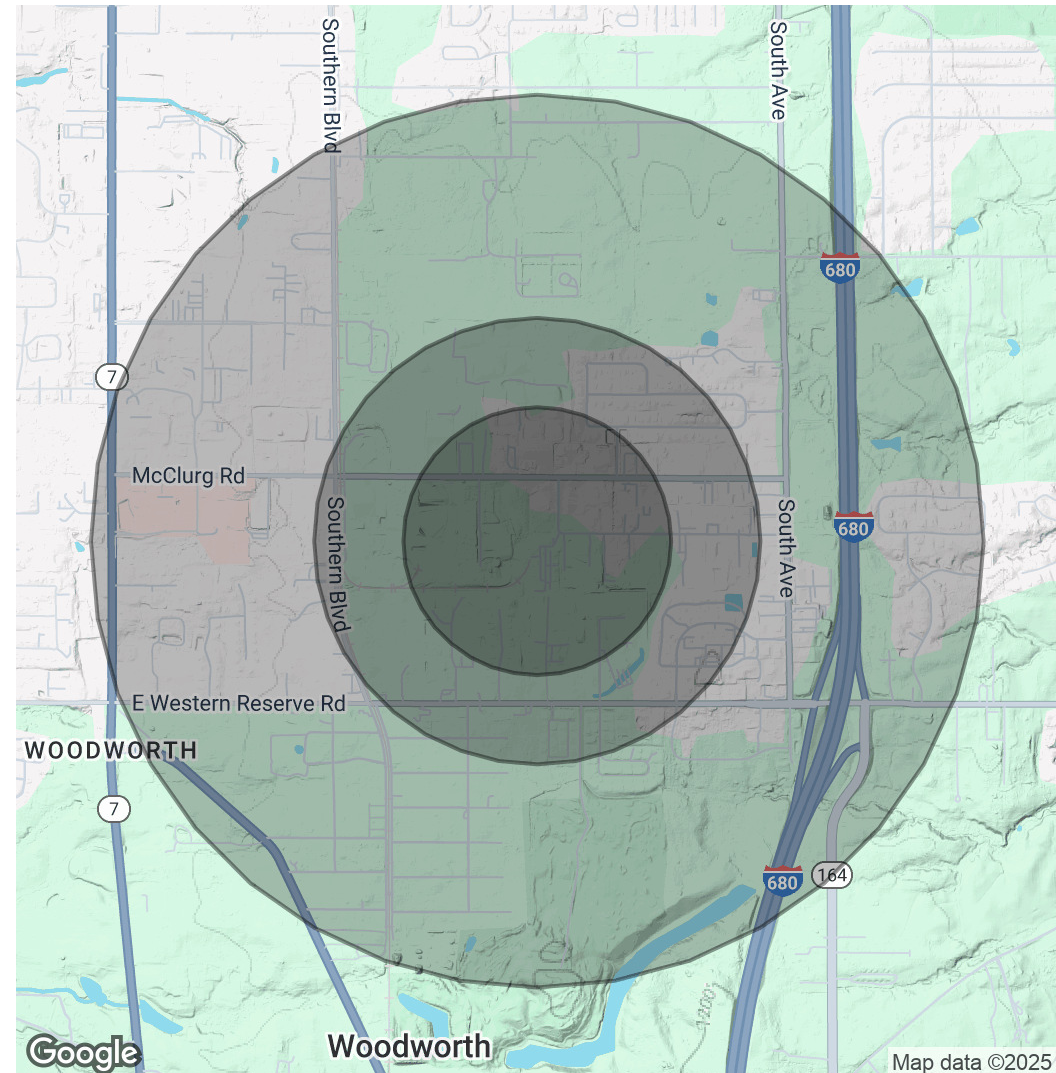 Southern Blvd
South Ave
680
7
McClurg Rd
Southern Blvd
South Ave
680
E Western Reserve Rd
WOODWORTH
7
680
164
1200'
Woodworth
Google
Map data ©2025